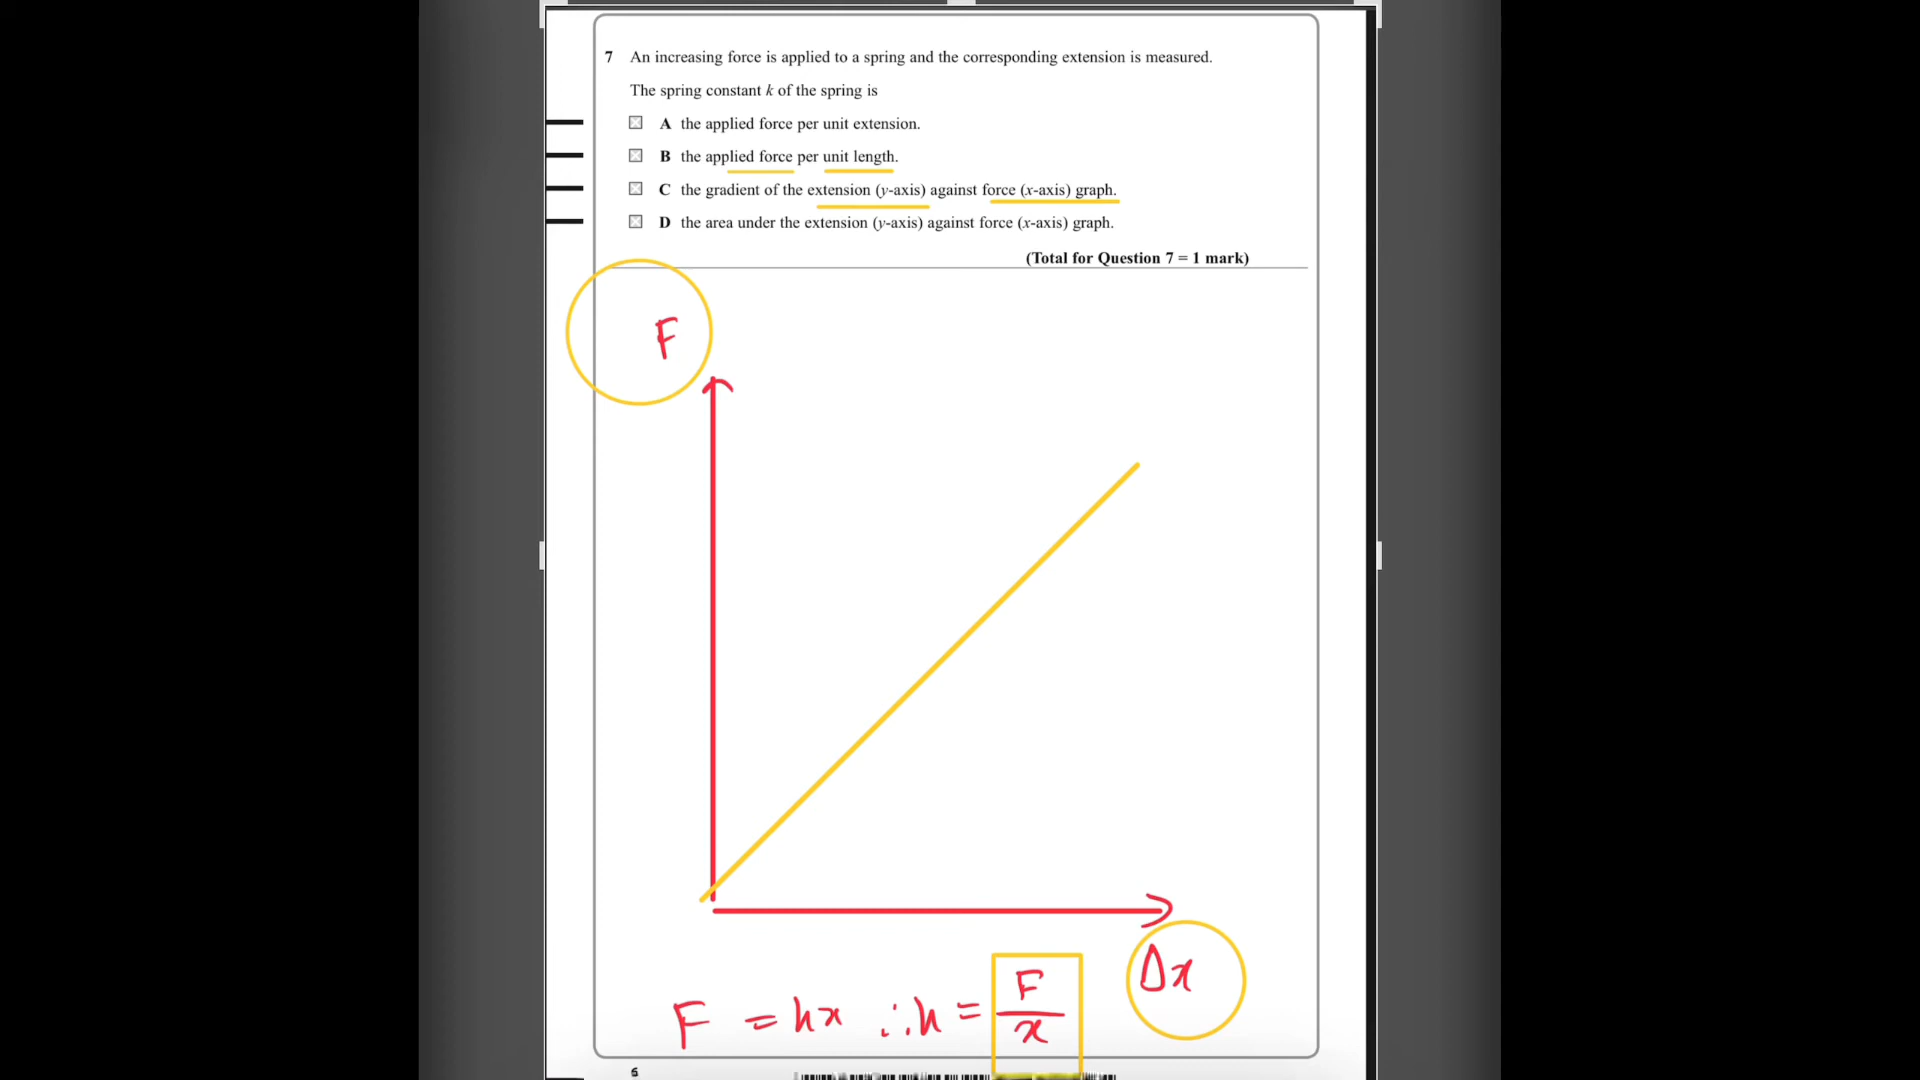 7 An increasing force is applied to a spring and the corresponding extension is measured.
The spring constant k of the spring is
A the applied force per unit extension.
B the applied force per unit length.
C the gradient of the extension (y-axis) against force (x-axis) graph.
D the area under the extension (y-axis) against force (x-axis) graph.
(Total for Question 7 = 1 mark)
F
Δx
F = kx ∴ k = F/x
6